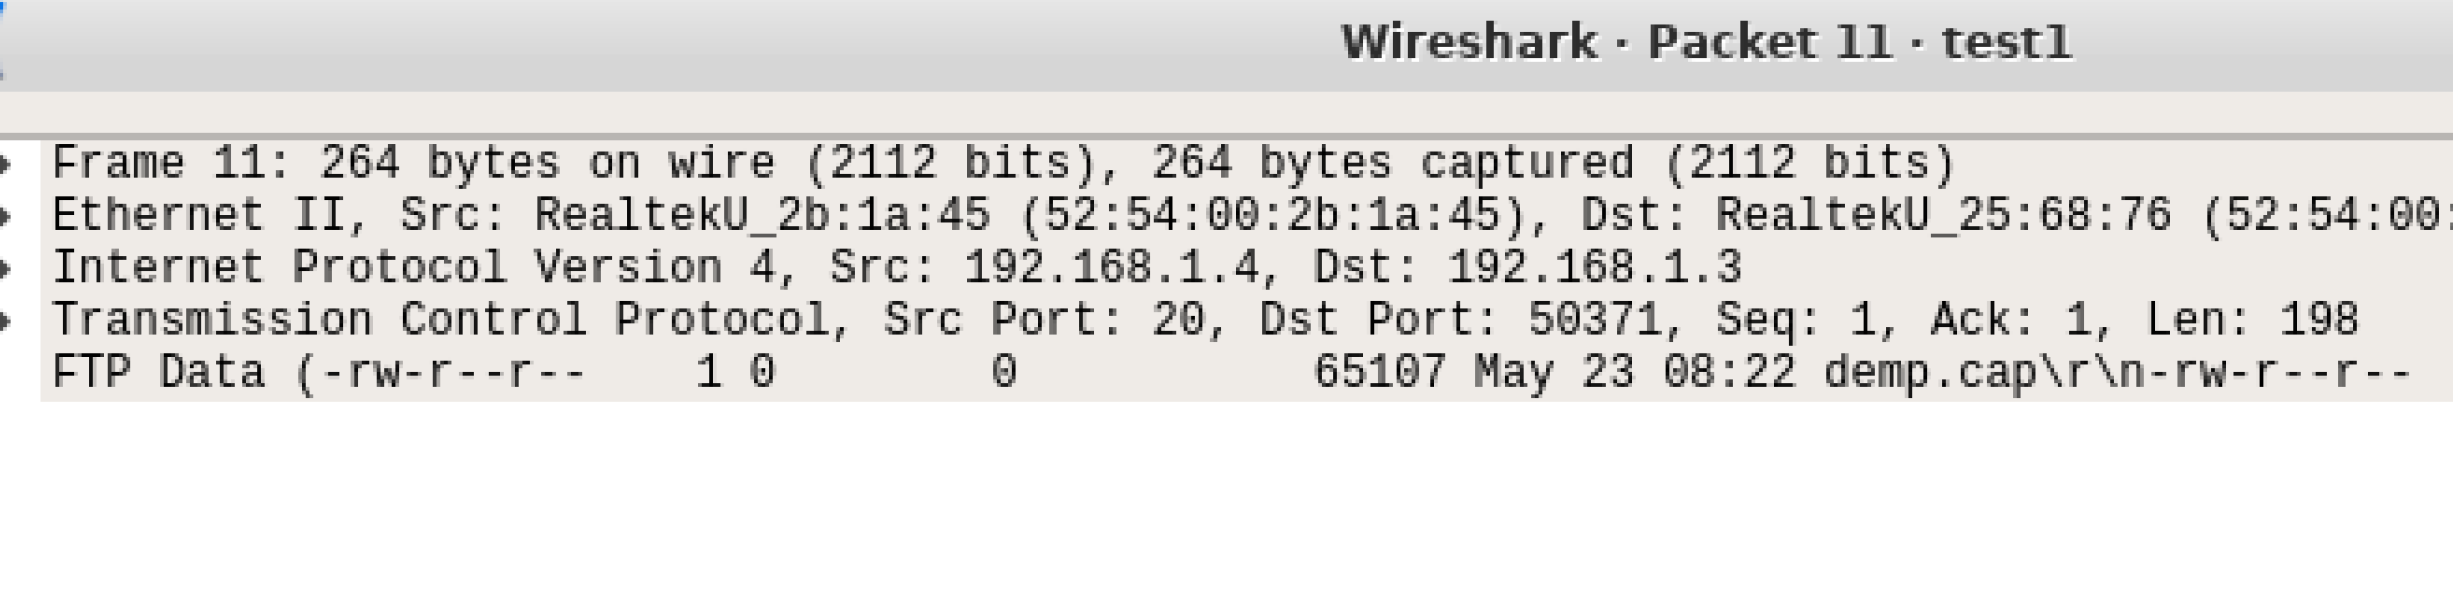 Wireshark · Packet 11 · test1
Frame 11: 264 bytes on wire (2112 bits), 264 bytes captured (2112 bits)
Ethernet II, Src: RealtekU_2b:1a:45 (52:54:00:2b:1a:45), Dst: RealtekU_25:68:76 (52:54:00:
Internet Protocol Version 4, Src: 192.168.1.4, Dst: 192.168.1.3
Transmission Control Protocol, Src Port: 20, Dst Port: 50371, Seq: 1, Ack: 1, Len: 198
FTP Data (-rw-r--r--    1 0        0           65107 May 23 08:22 demp.cap\r\n-rw-r--r--